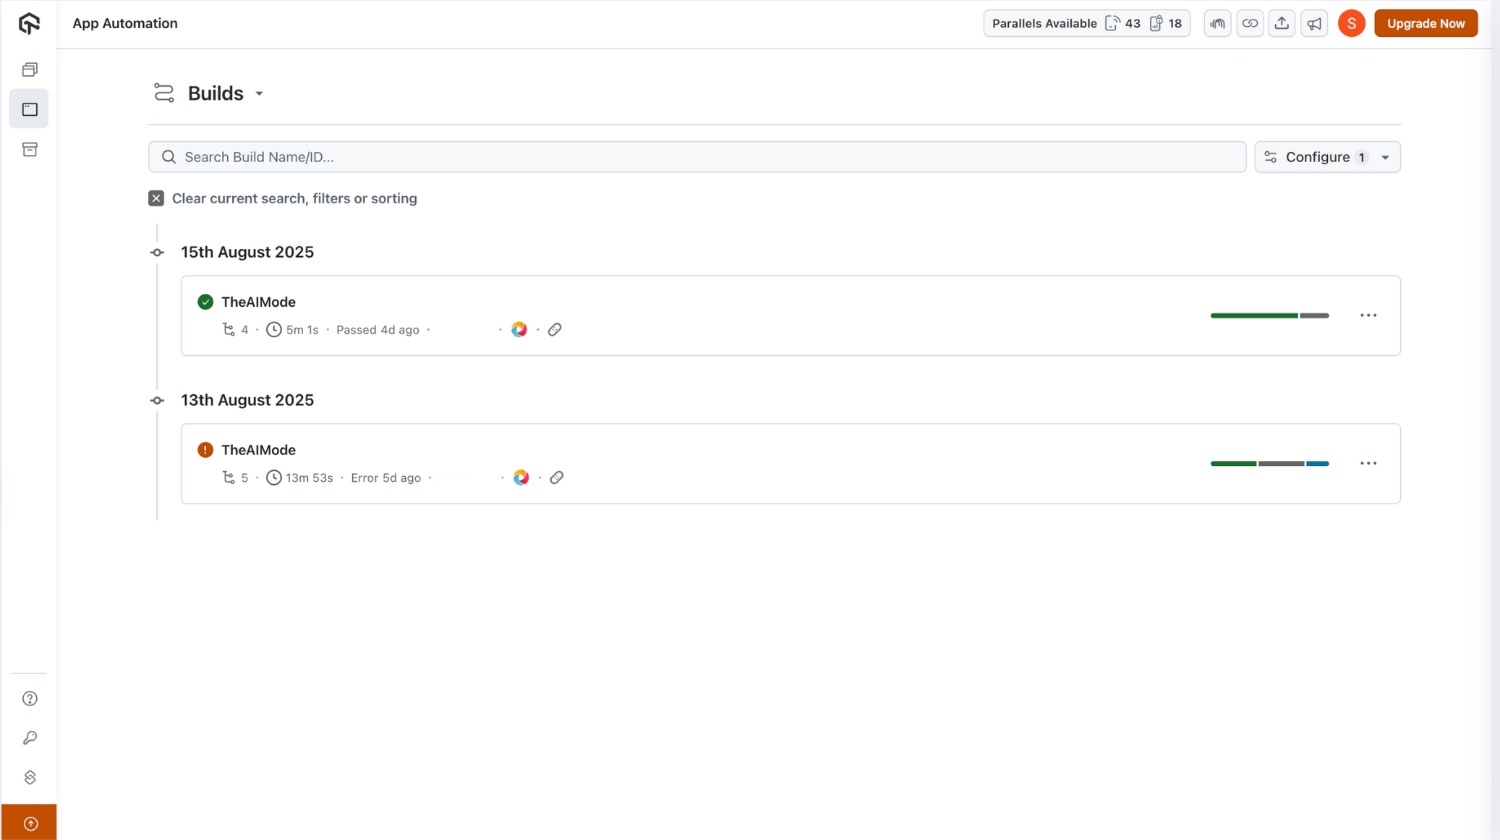 App Automation
Parallels Available 43 18
S
Upgrade Now
Builds
Search Build Name/ID...
Configure 1
Clear current search, filters or sorting
15th August 2025
TheAIMode
4 · 5m 1s · Passed 4d ago · · ·
13th August 2025
TheAIMode
5 · 13m 53s · Error 5d ago · · ·